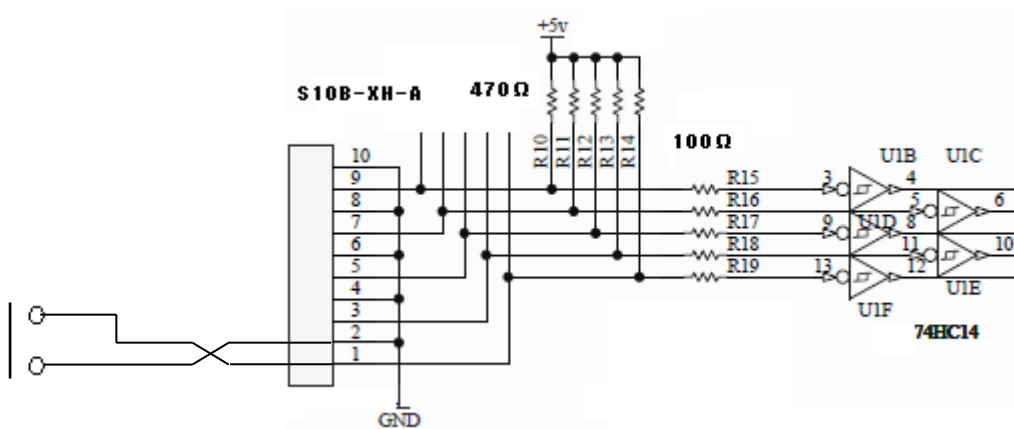 +5v
S10B-XH-A
470Ω
R10
R11
R12
R13
R14
100Ω
10
9
8
7
6
5
4
3
2
1
GND
R15
R16
R17
R18
R19
3
5
9
11
13
U1B
U1C
4
6
U1D
8
10
12
U1E
U1F
74HC14